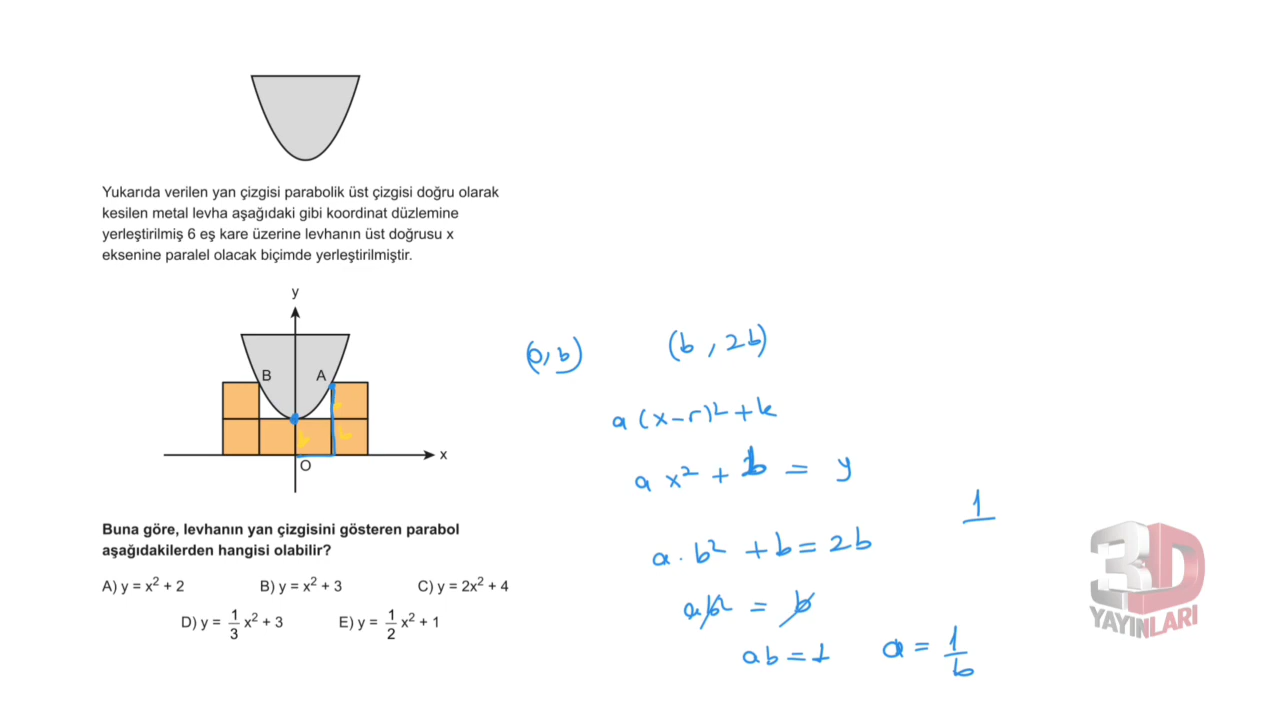 Yukarıda verilen yan çizgisi parabolik üst çizgisi doğru olarak
kesilen metal levha aşağıdaki gibi koordinat düzlemine
yerleştirilmiş 6 eş kare üzerine levhanın üst doğrusu x
eksenine paralel olacak biçimde yerleştirilmiştir.
y
B A
x
O
Buna göre, levhanın yan çizgisini gösteren parabol
aşağıdakilerden hangisi olabilir?
A) y = x² + 2 B) y = x² + 3 C) y = 2x² + 4
D) y = 1/3 x² + 3 E) y = 1/2 x² + 1
(0, b) (b, 2b)
a (x-r)² + k
a x² + b = y
a . b² + b = 2b
ab² = b
ab = 1 a = 1/b
1
3D
YAYINLARI